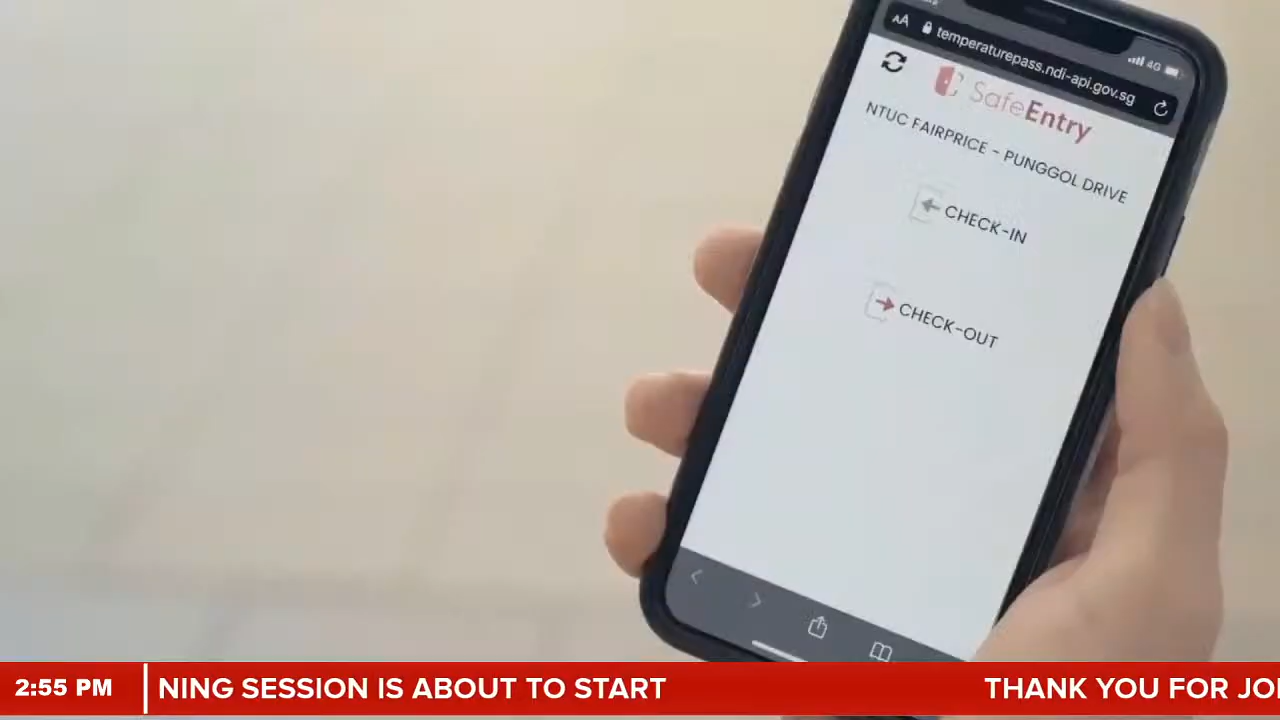 AA temperaturepass.ndi-api.gov.sg
4G
SafeEntry
NTUC FAIRPRICE - PUNGGOL DRIVE
CHECK-IN
CHECK-OUT
2:55 PM
NING SESSION IS ABOUT TO START
THANK YOU FOR JOI